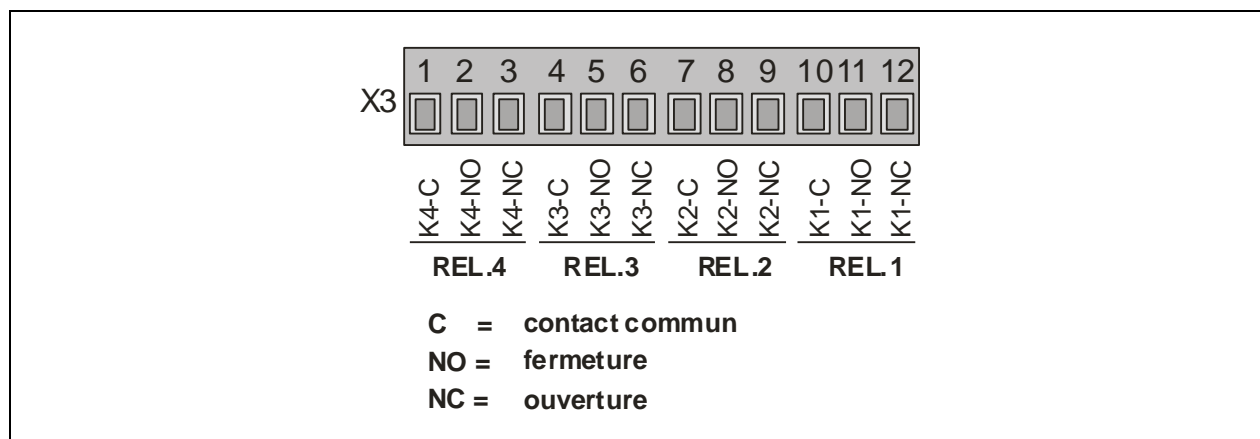 1 2 3 4 5 6 7 8 9 10 11 12
X3
K4-C K4-NO K4-NC K3-C K3-NO K3-NC K2-C K2-NO K2-NC K1-C K1-NO K1-NC
REL.4 REL.3 REL.2 REL.1
C = contact commun
NO = fermeture
NC = ouverture